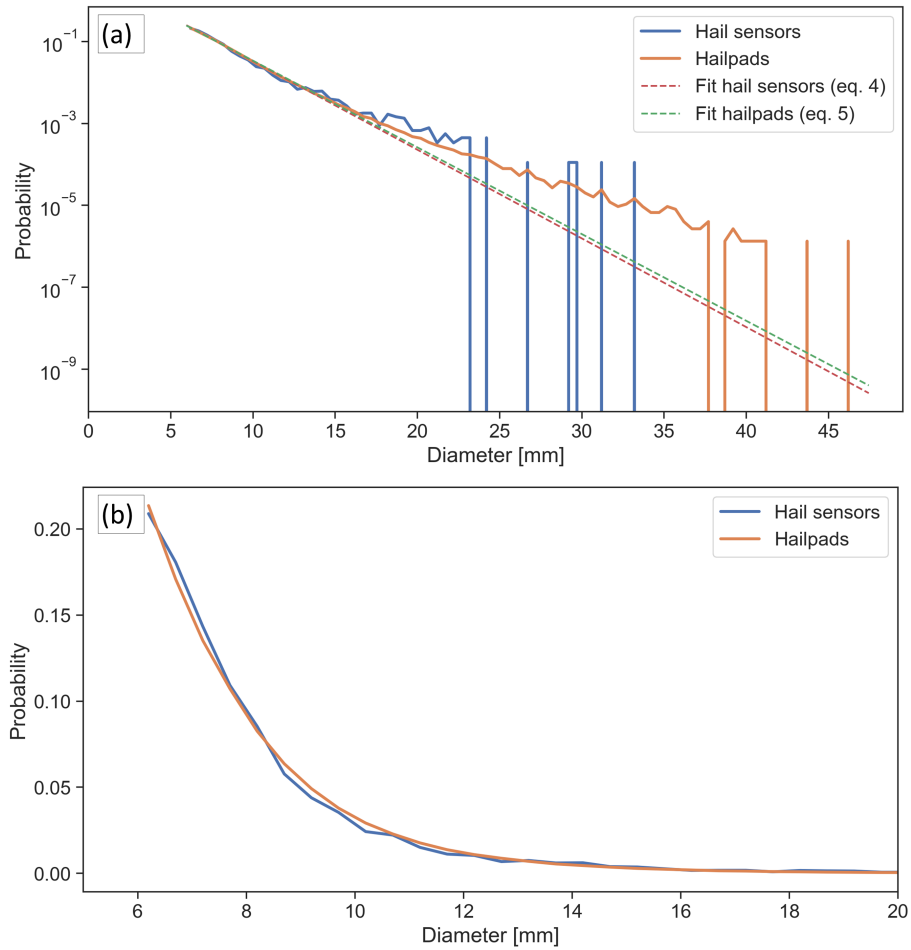 (a)
Hail sensors
Hailpads
Fit hail sensors (eq. 4)
Fit hailpads (eq. 5)
10⁻¹
10⁻³
10⁻⁵
10⁻⁷
10⁻⁹
Probability
0 5 10 15 20 25 30 35 40 45
Diameter [mm]
(b)
Hail sensors
Hailpads
0.20
0.15
0.10
0.05
0.00
Probability
6 8 10 12 14 16 18 20
Diameter [mm]